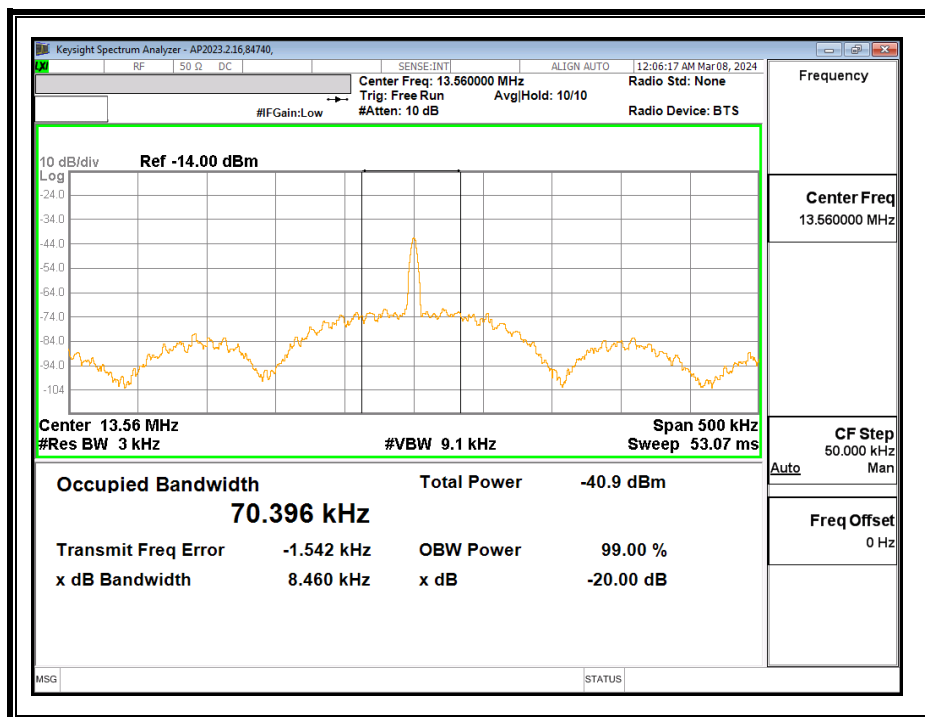 Keysight Spectrum Analyzer - AP2023.2.16,84740,
LXI RF 50 Ω DC SENSE:INT ALIGN AUTO 12:06:17 AM Mar 08, 2024
Center Freq: 13.560000 MHz Radio Std: None
Trig: Free Run Avg|Hold: 10/10
#IFGain:Low #Atten: 10 dB Radio Device: BTS
Frequency
10 dB/div Ref -14.00 dBm
Log
-24.0
-34.0
-44.0
-54.0
-64.0
-74.0
-84.0
-94.0
-104
Center 13.56 MHz Span 500 kHz
#Res BW 3 kHz #VBW 9.1 kHz Sweep 53.07 ms
Center Freq
13.560000 MHz
CF Step
50.000 kHz
Auto Man
Freq Offset
0 Hz
Occupied Bandwidth Total Power -40.9 dBm
70.396 kHz
Transmit Freq Error -1.542 kHz OBW Power 99.00 %
x dB Bandwidth 8.460 kHz x dB -20.00 dB
MSG STATUS